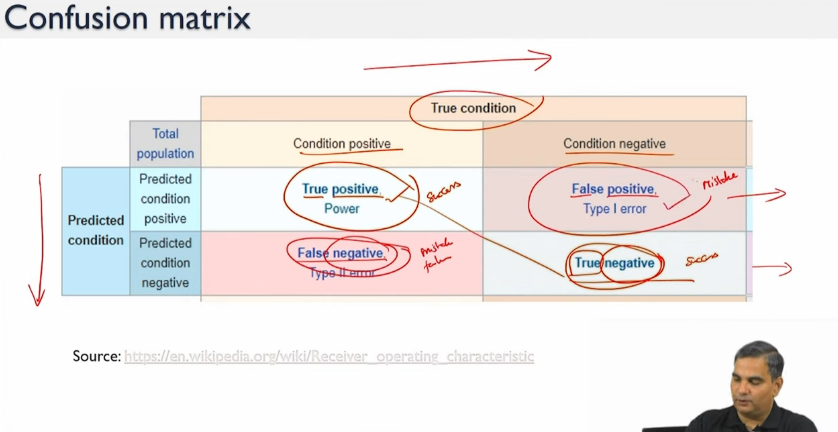 Confusion matrix
True condition
Total
population
Condition positive
Condition negative
Predicted
condition
Predicted
condition
positive
True positive
Power
success
False positive
Type I error
mistake
Predicted
condition
negative
False negative
Type II error
mistake
True negative
success
Source: https://en.wikipedia.org/wiki/Receiver_operating_characteristic